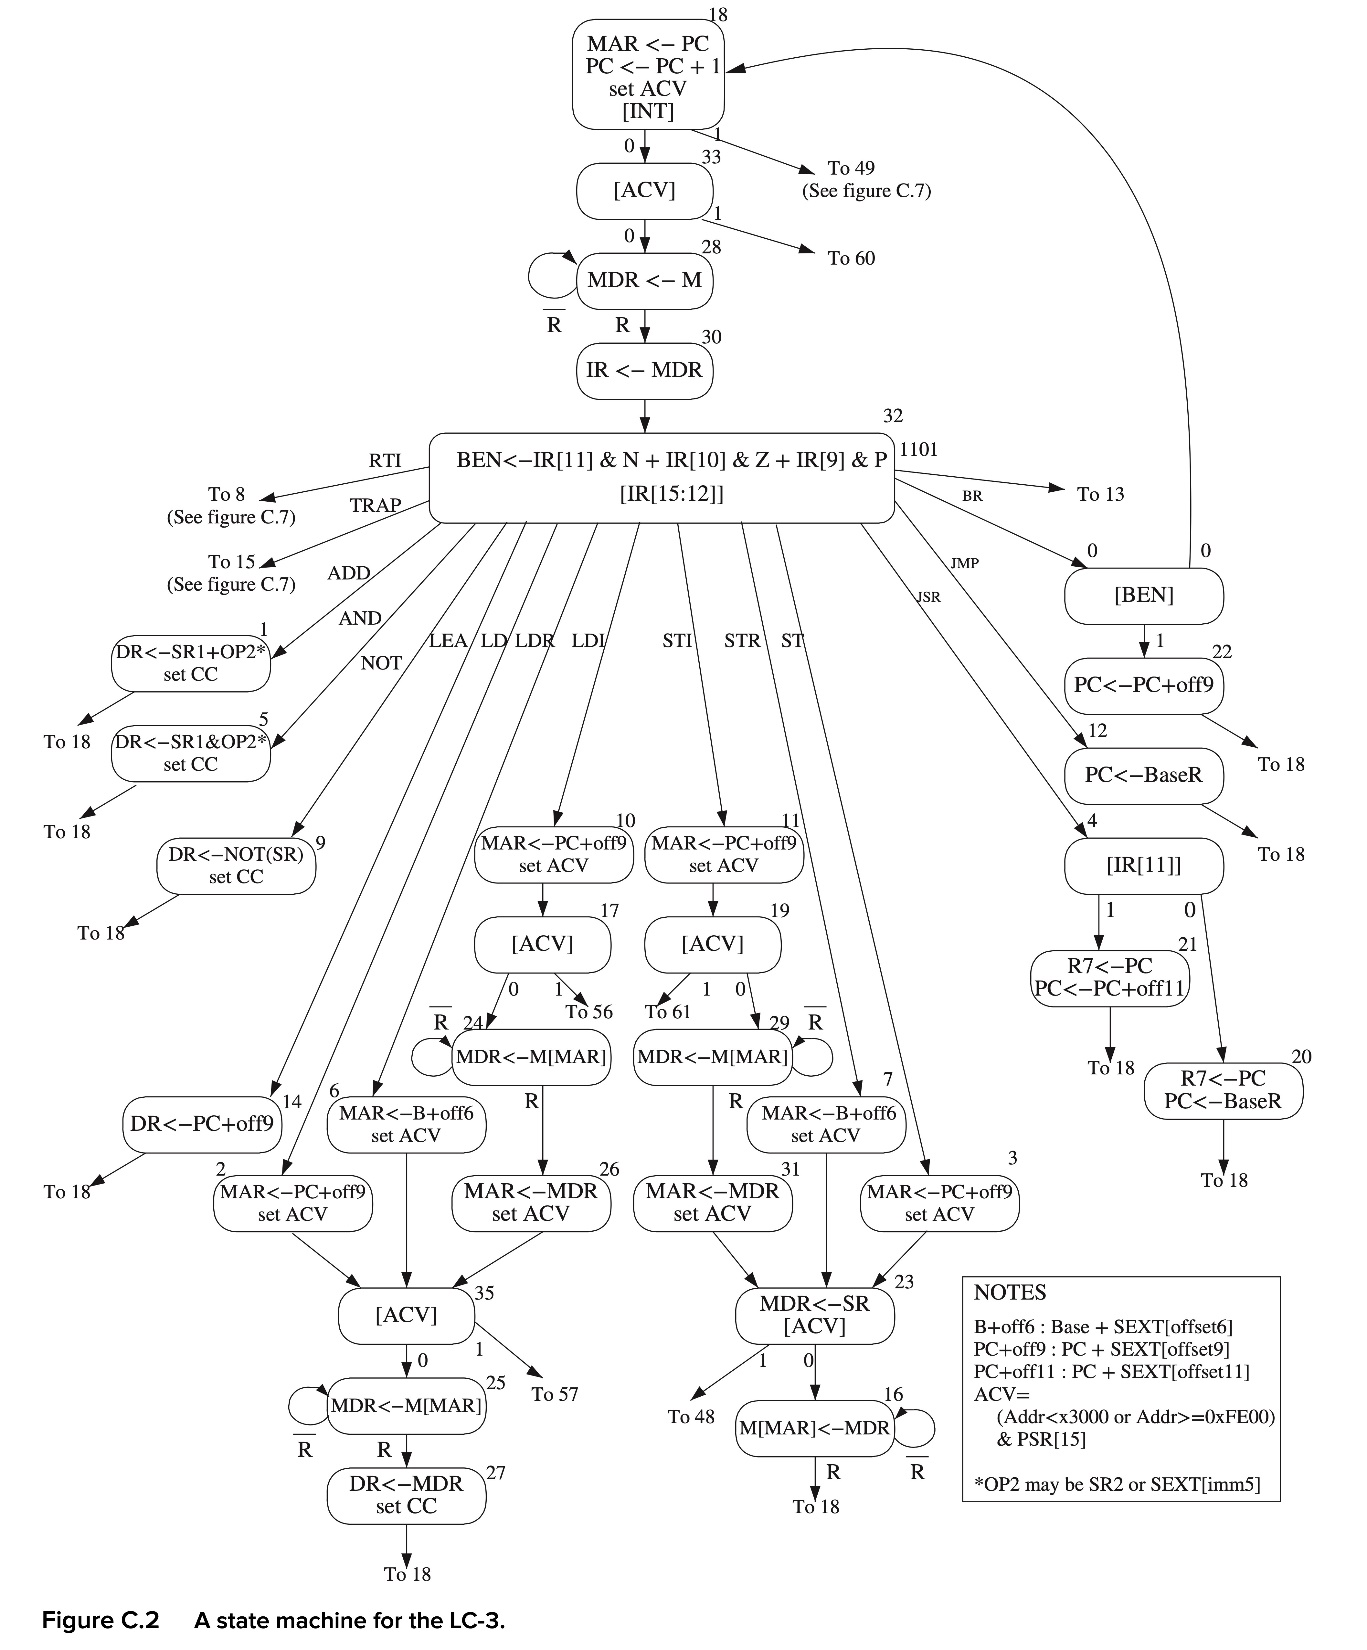 18
MAR <– PC
PC <– PC + 1
set ACV
[INT]
0
1
33
To 49
(See figure C.7)
[ACV]
0
1
28
To 60
MDR <– M
R̅
R
30
IR <– MDR
32
BEN<–IR[11] & N + IR[10] & Z + IR[9] & P
[IR[15:12]]
1101
To 13
RTI
To 8
(See figure C.7)
TRAP
To 15
(See figure C.7)
BR
0
0
[BEN]
1
22
PC<–PC+off9
To 18
JMP
12
PC<–BaseR
To 18
JSR
4
[IR[11]]
1
0
21
R7<–PC
PC<–PC+off11
To 18
20
R7<–PC
PC<–BaseR
To 18
ADD
1
DR<–SR1+OP2*
set CC
To 18
AND
5
DR<–SR1&OP2*
set CC
To 18
NOT
9
DR<–NOT(SR)
set CC
To 18
LEA
LD
LDR
LDI
STI
STR
ST
10
MAR<–PC+off9
set ACV
17
[ACV]
0
1
To 56
R̅
24
MDR<–M[MAR]
R
11
MAR<–PC+off9
set ACV
19
[ACV]
1
0
To 61
29
R̅
MDR<–M[MAR]
R
14
DR<–PC+off9
To 18
6
MAR<–B+off6
set ACV
7
MAR<–B+off6
set ACV
2
MAR<–PC+off9
set ACV
26
MAR<–MDR
set ACV
31
MAR<–MDR
set ACV
3
MAR<–PC+off9
set ACV
35
[ACV]
0
1
To 57
25
MDR<–M[MAR]
R̅
R
27
DR<–MDR
set CC
To 18
23
MDR<–SR
[ACV]
1
0
To 48
16
M[MAR]<–MDR
R
R̅
To 18
NOTES
B+off6 : Base + SEXT[offset6]
PC+off9 : PC + SEXT[offset9]
PC+off11 : PC + SEXT[offset11]
ACV=
(Addr<x3000 or Addr>=0xFE00)
& PSR[15]
*OP2 may be SR2 or SEXT[imm5]
Figure C.2 A state machine for the LC-3.